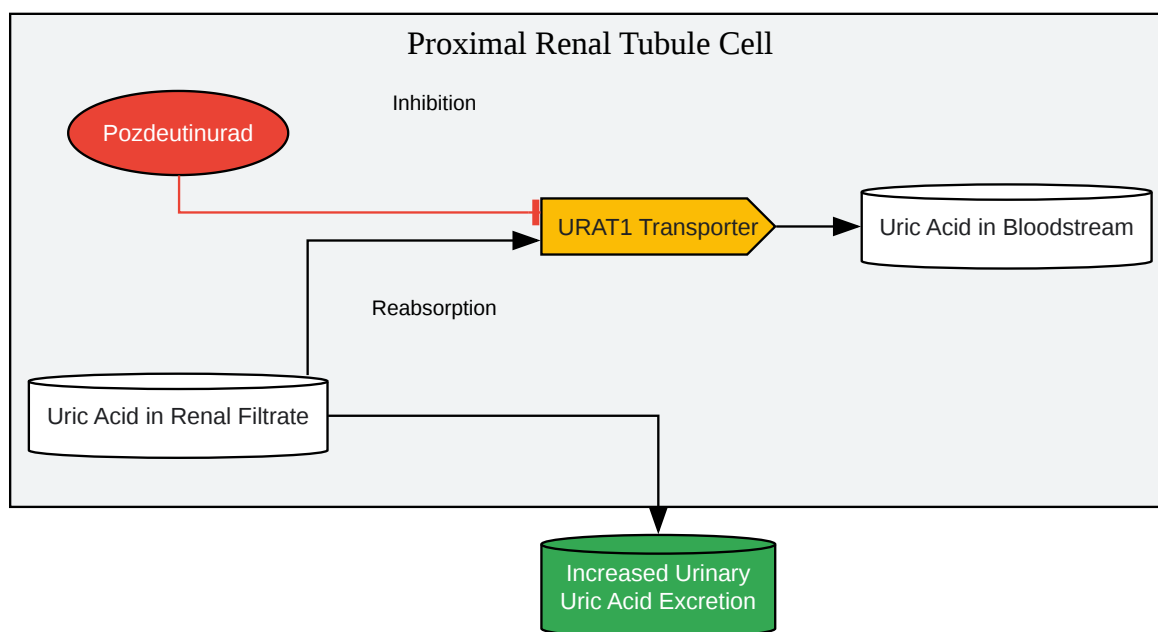 Proximal Renal Tubule Cell
Inhibition
Pozdeutinurad
URAT1 Transporter
Uric Acid in Bloodstream
Reabsorption
Uric Acid in Renal Filtrate
Increased Urinary
Uric Acid Excretion